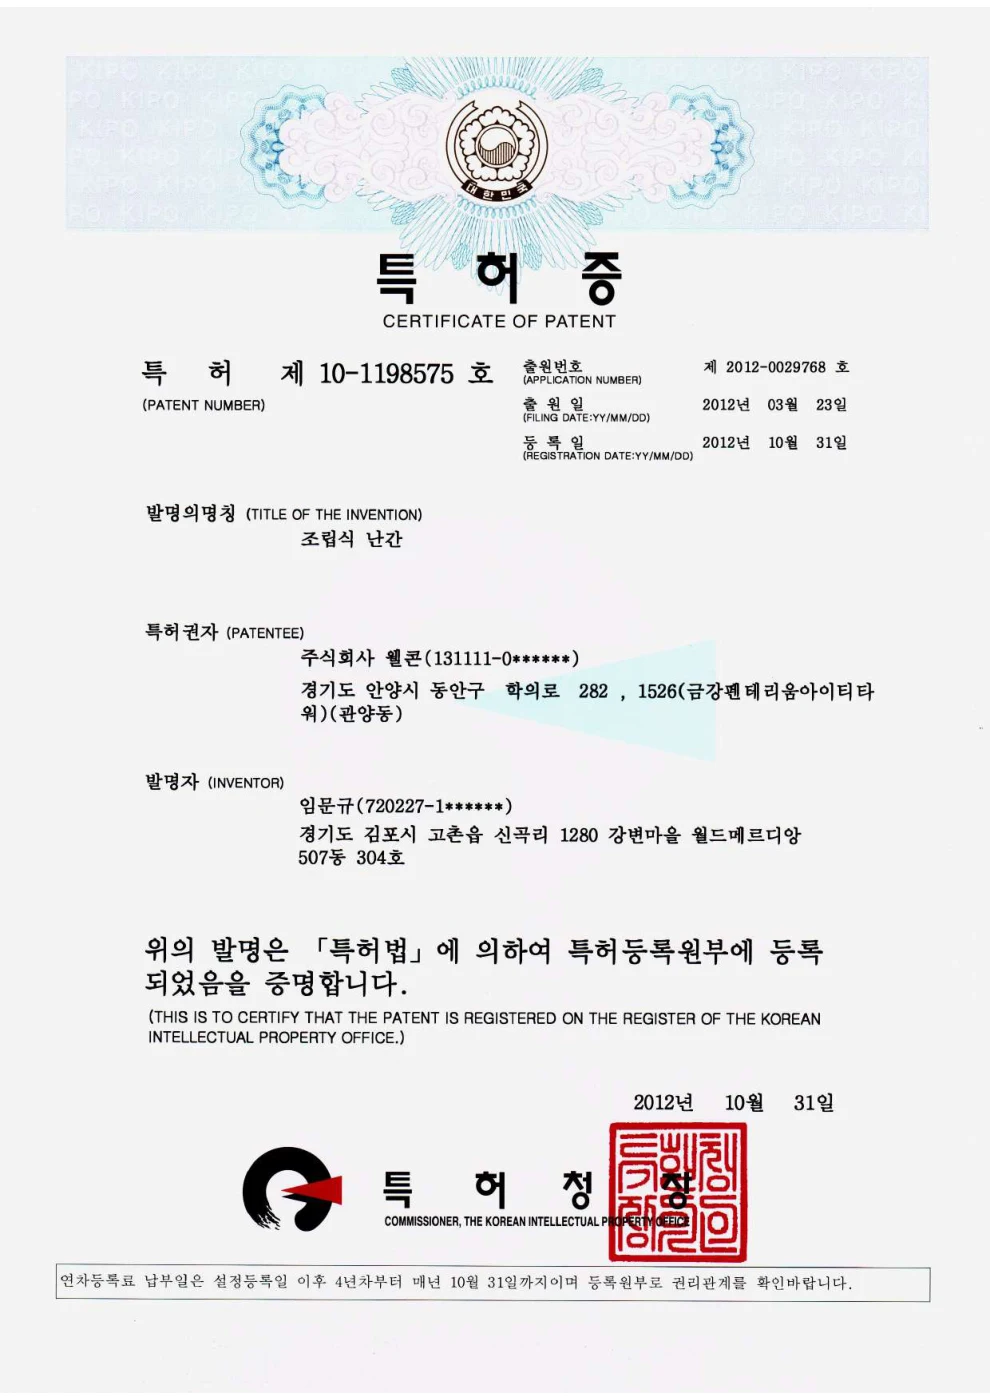 대한민국
특 허 증
CERTIFICATE OF PATENT
특 허 제 10-1198575 호
(PATENT NUMBER)
출원번호 제 2012-0029768 호
(APPLICATION NUMBER)
출 원 일 2012년 03월 23일
(FILING DATE:YY/MM/DD)
등 록 일 2012년 10월 31일
(REGISTRATION DATE:YY/MM/DD)
발명의명칭 (TITLE OF THE INVENTION)
조립식 난간
특허권자 (PATENTEE)
주식회사 웰콘(131111-0******)
경기도 안양시 동안구 학의로 282 , 1526(금강펜테리움아이티타
워)(관양동)
발명자 (INVENTOR)
임문규(720227-1******)
경기도 김포시 고촌읍 신곡리 1280 강변마을 월드메르디앙
507동 304호
위의 발명은 「특허법」에 의하여 특허등록원부에 등록
되었음을 증명합니다.
(THIS IS TO CERTIFY THAT THE PATENT IS REGISTERED ON THE REGISTER OF THE KOREAN
INTELLECTUAL PROPERTY OFFICE.)
2012년 10월 31일
특 허 청 장
COMMISSIONER, THE KOREAN INTELLECTUAL PROPERTY OFFICE
연차등록료 납부일은 설정등록일 이후 4년차부터 매년 10월 31일까지이며 등록원부로 권리관계를 확인바랍니다.